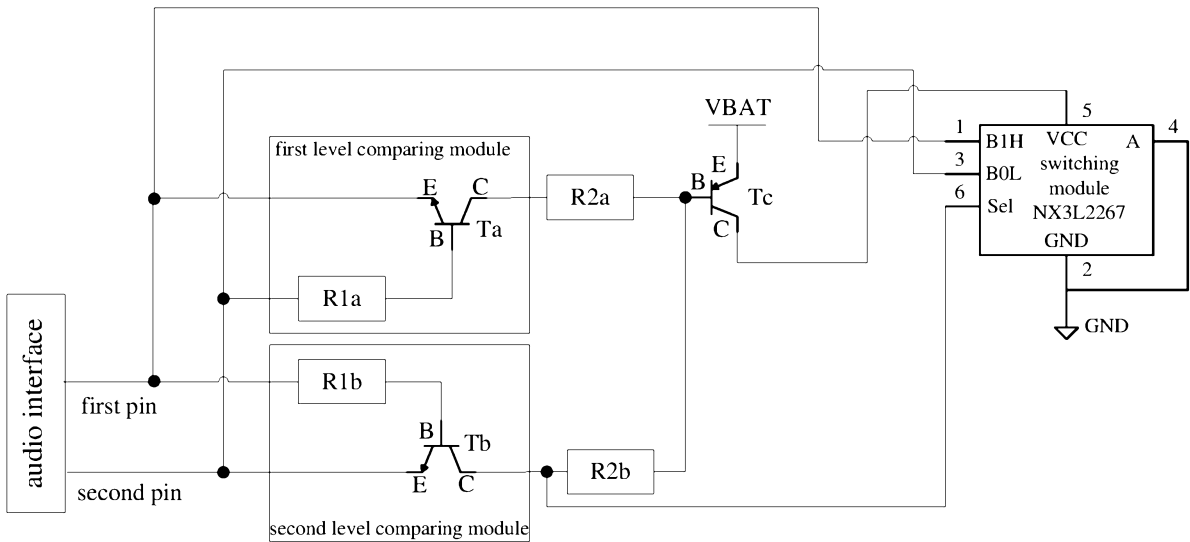 VBAT
5
first level comparing module
1
B1H
VCC
A
4
3
B0L
switching
module
NX3L2267
6
Sel
GND
2
GND
E
C
B
Ta
R2a
B
E
C
Tc
R1a
audio interface
first pin
second pin
R1b
B
Tb
E
C
R2b
second level comparing module